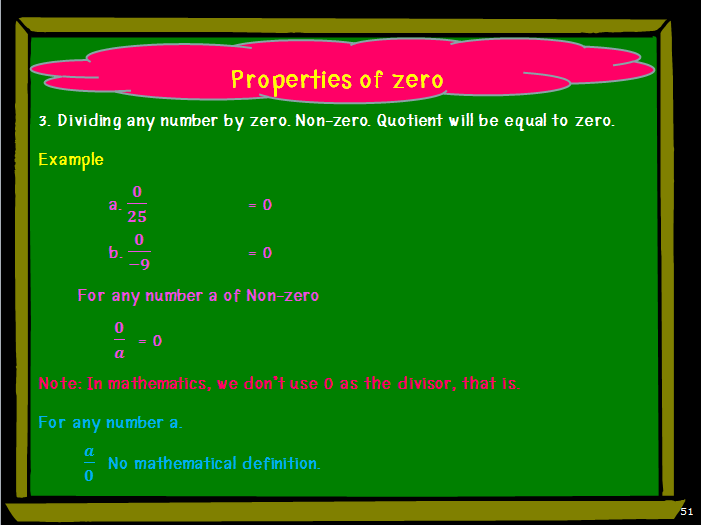 Properties of zero
3. Dividing any number by zero. Non-zero. Quotient will be equal to zero.
Example
a. 0/25 = 0
b. 0/−9 = 0
For any number a of Non-zero
0/a = 0
Note: In mathematics, we don't use 0 as the divisor, that is.
For any number a.
a/0 No mathematical definition.
51